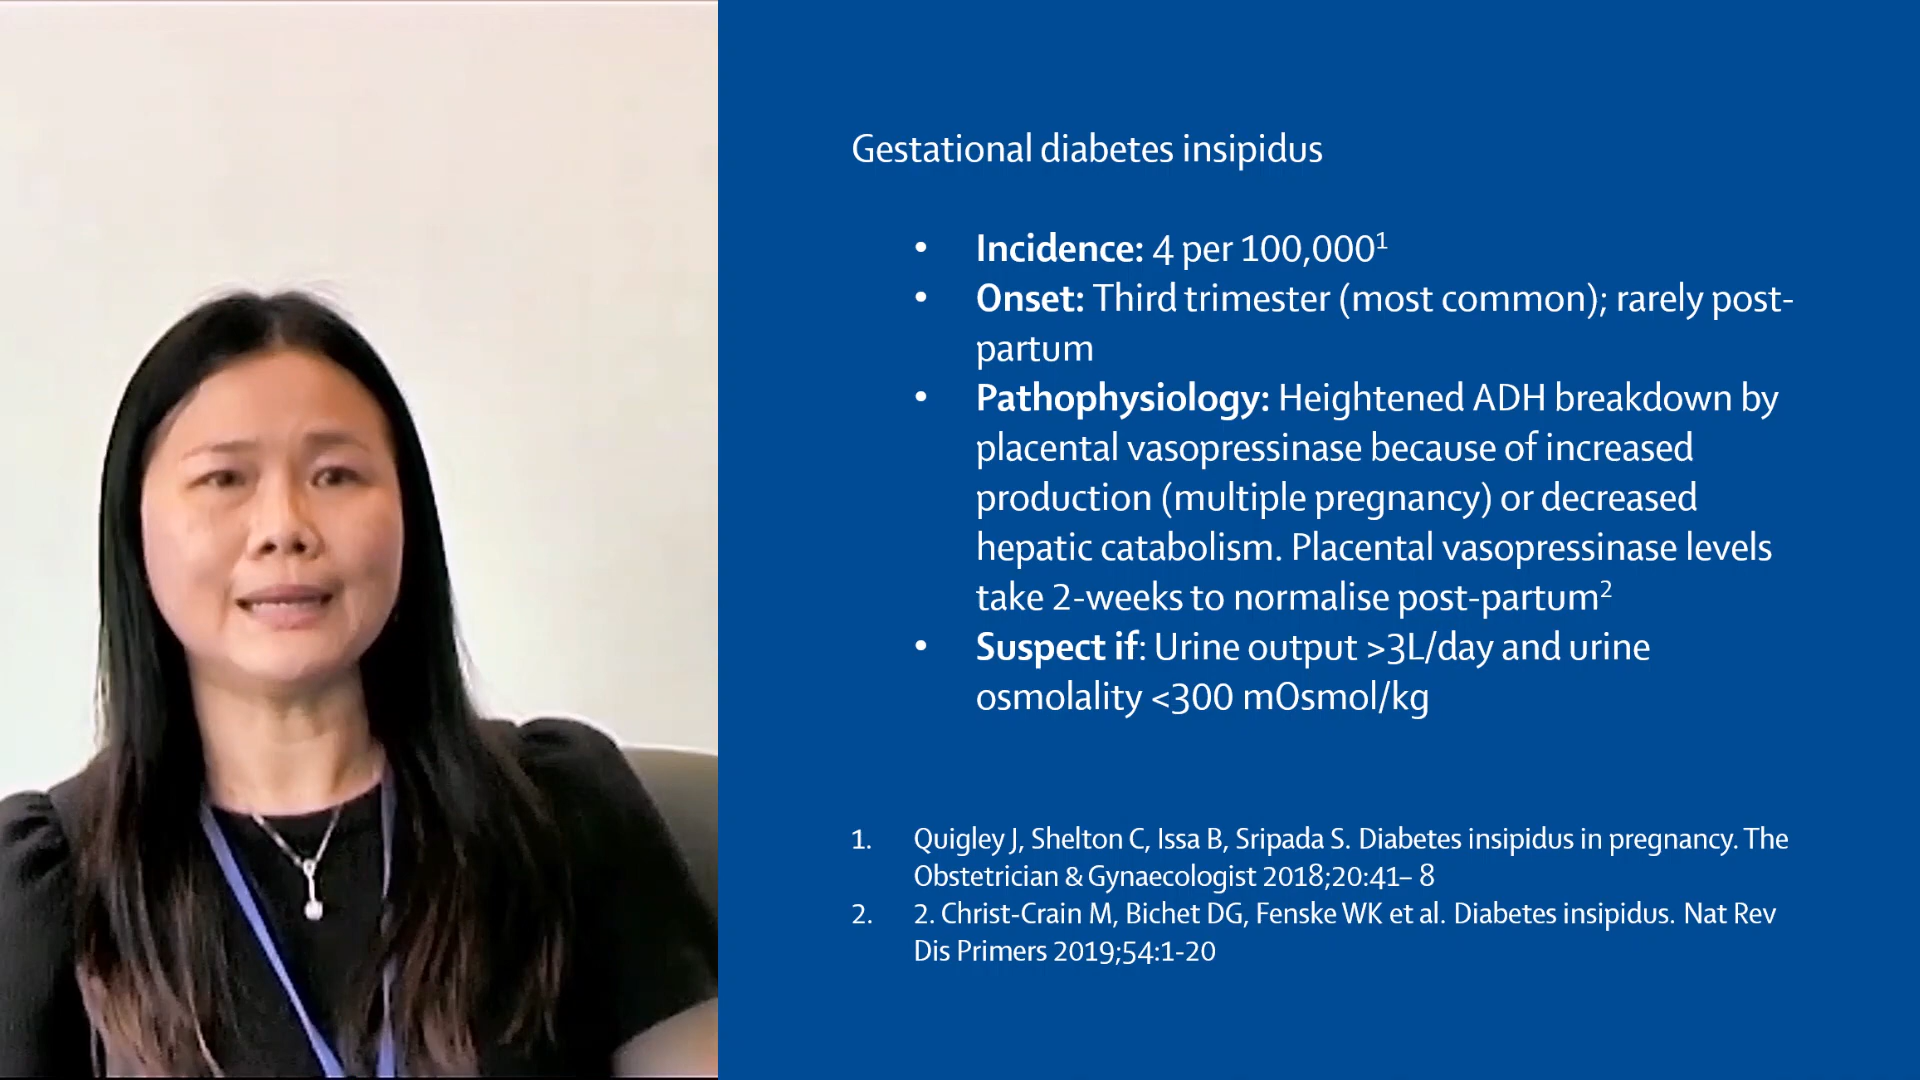 Gestational diabetes insipidus
• Incidence: 4 per 100,000¹
• Onset: Third trimester (most common); rarely post-
partum
• Pathophysiology: Heightened ADH breakdown by
placental vasopressinase because of increased
production (multiple pregnancy) or decreased
hepatic catabolism. Placental vasopressinase levels
take 2-weeks to normalise post-partum²
• Suspect if: Urine output >3L/day and urine
osmolality <300 mOsmol/kg
1. Quigley J, Shelton C, Issa B, Sripada S. Diabetes insipidus in pregnancy. The
Obstetrician & Gynaecologist 2018;20:41– 8
2. 2. Christ-Crain M, Bichet DG, Fenske WK et al. Diabetes insipidus. Nat Rev
Dis Primers 2019;54:1-20